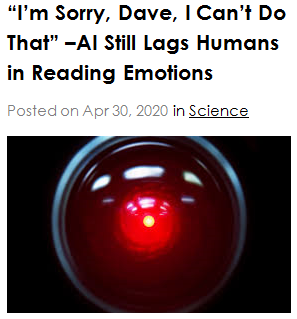 “I’m Sorry, Dave, I Can’t Do
That” –AI Still Lags Humans
in Reading Emotions
Posted on Apr 30, 2020 in Science